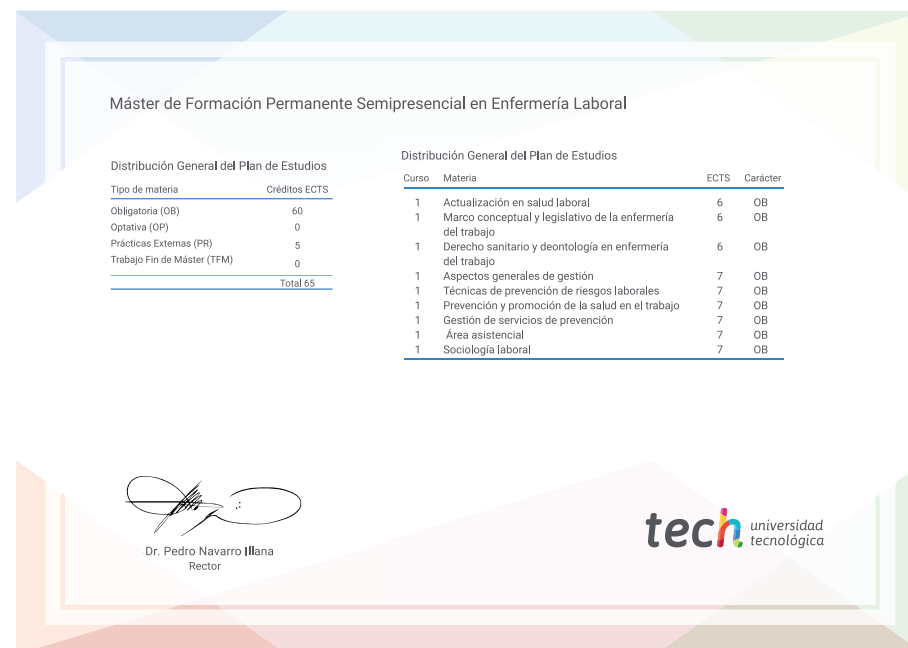 Máster de Formación Permanente Semipresencial en Enfermería Laboral
Distribución General del Plan de Estudios
Tipo de materia Créditos ECTS
Obligatoria (OB) 60
Optativa (OP) 0
Prácticas Externas (PR) 5
Trabajo Fin de Máster (TFM) 0
Total 65
Distribución General del Plan de Estudios
Curso Materia ECTS Carácter
1 Actualización en salud laboral 6 OB
1 Marco conceptual y legislativo de la enfermería 6 OB
del trabajo
1 Derecho sanitario y deontología en enfermería 6 OB
del trabajo
1 Aspectos generales de gestión 7 OB
1 Técnicas de prevención de riesgos laborales 7 OB
1 Prevención y promoción de la salud en el trabajo 7 OB
1 Gestión de servicios de prevención 7 OB
1 Área asistencial 7 OB
1 Sociología laboral 7 OB
Dr. Pedro Navarro Illana
Rector
tech universidad
tecnológica